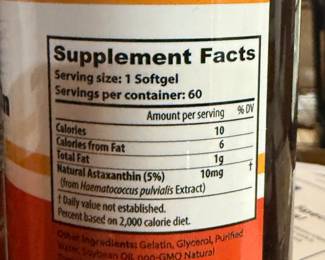 Supplement Facts
Serving size: 1 Softgel
Servings per container: 60
Amount per serving % DV
Calories 10
Calories from Fat 6
Total Fat 1g
Natural Astaxanthin (5%) 10mg †
(from Haematococcus pulvialis Extract)
† Daily value not established.
Percent based on 2,000 calorie diet.
Other Ingredients: Gelatin, Glycerol, Purified
Water, Soybean Oil, non-GMO Natural